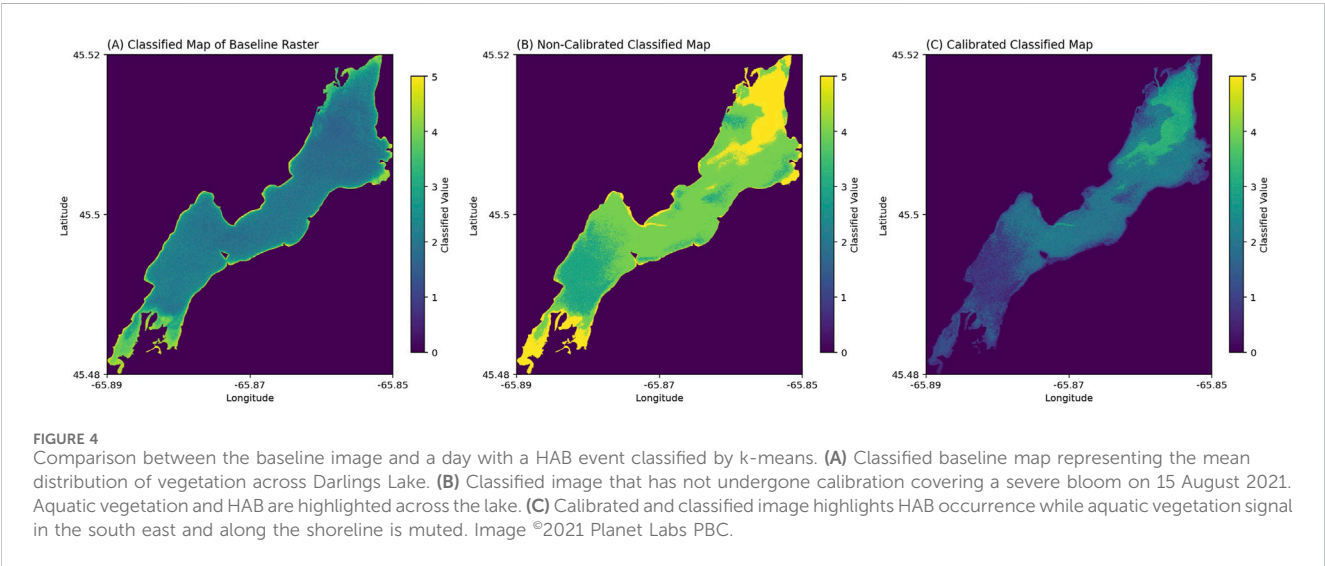 (A) Classified Map of Baseline Raster
45.52
45.5
45.48
Latitude
-65.89
-65.87
-65.85
Longitude
5
4
3
2
1
0
Classified Value
(B) Non-Calibrated Classified Map
45.52
45.5
45.48
Latitude
-65.89
-65.87
-65.85
Longitude
5
4
3
2
1
0
Classified Value
(C) Calibrated Classified Map
45.52
45.5
45.48
Latitude
-65.89
-65.87
-65.85
Longitude
5
4
3
2
1
0
Classified Value
FIGURE 4
Comparison between the baseline image and a day with a HAB event classified by k-means. (A) Classified baseline map representing the mean
distribution of vegetation across Darlings Lake. (B) Classified image that has not undergone calibration covering a severe bloom on 15 August 2021.
Aquatic vegetation and HAB are highlighted across the lake. (C) Calibrated and classified image highlights HAB occurrence while aquatic vegetation signal
in the south east and along the shoreline is muted. Image ©2021 Planet Labs PBC.